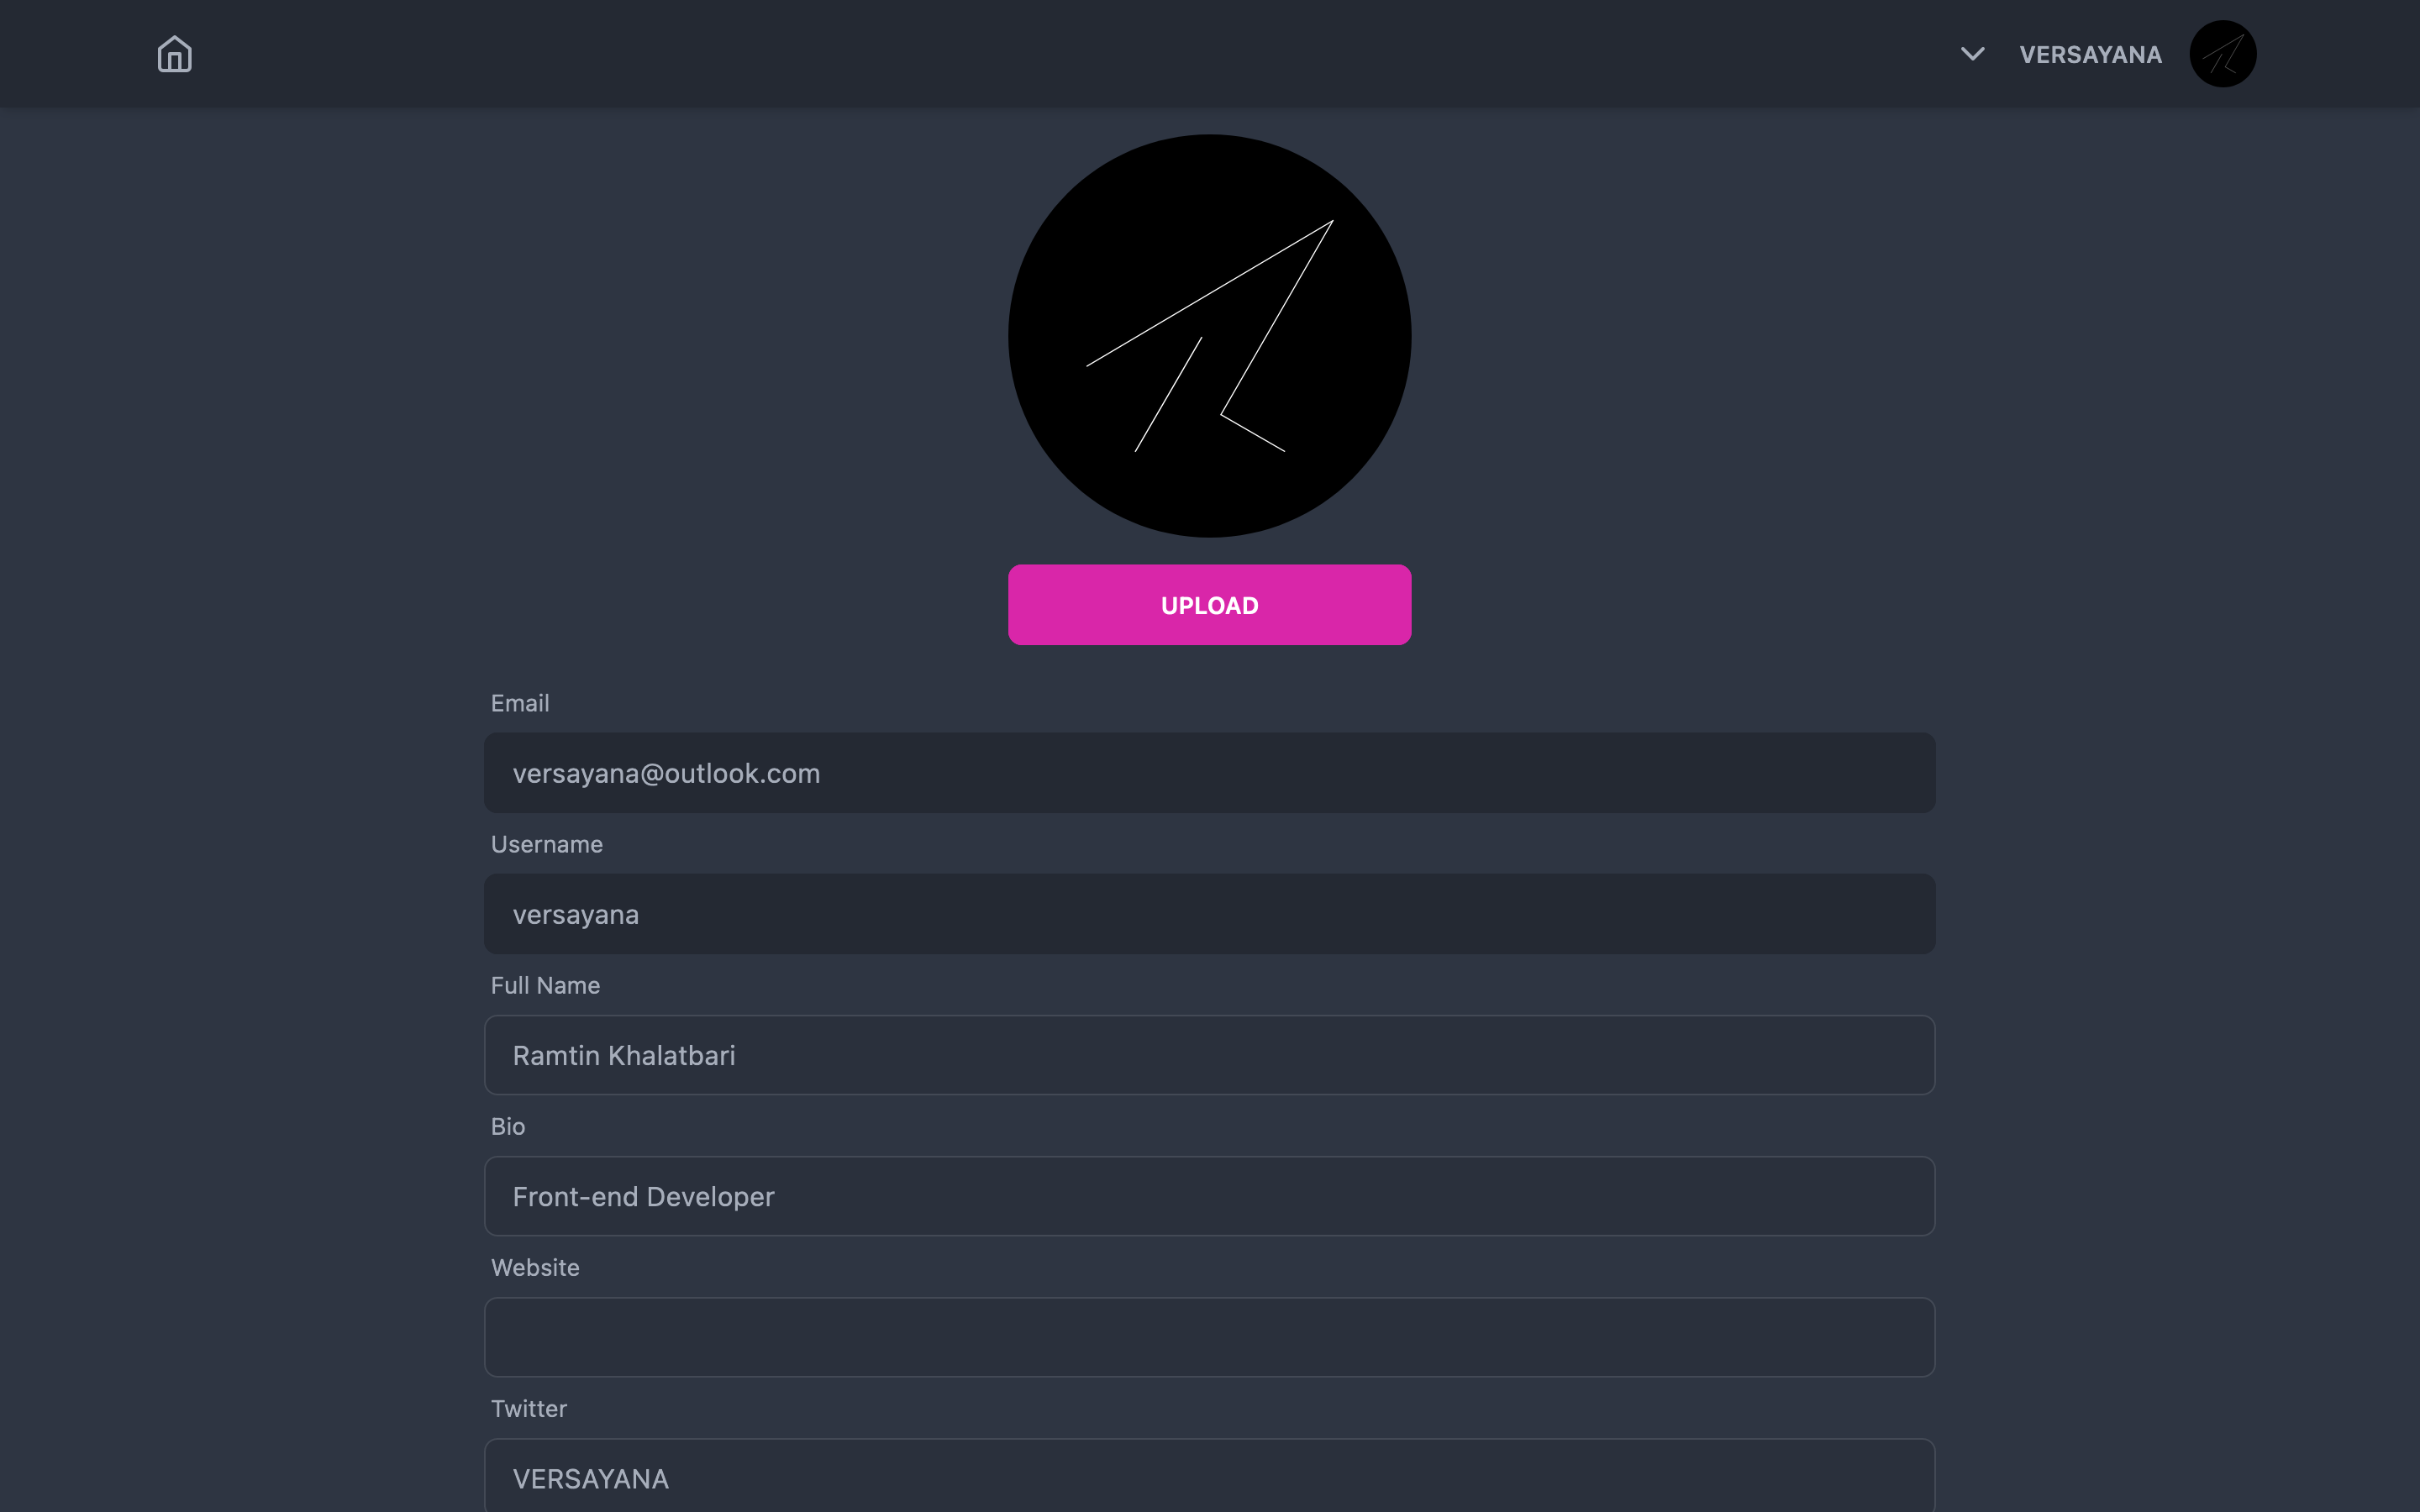 VERSAYANA
UPLOAD
Email
versayana@outlook.com
Username
versayana
Full Name
Ramtin Khalatbari
Bio
Front-end Developer
Website
Twitter
VERSAYANA